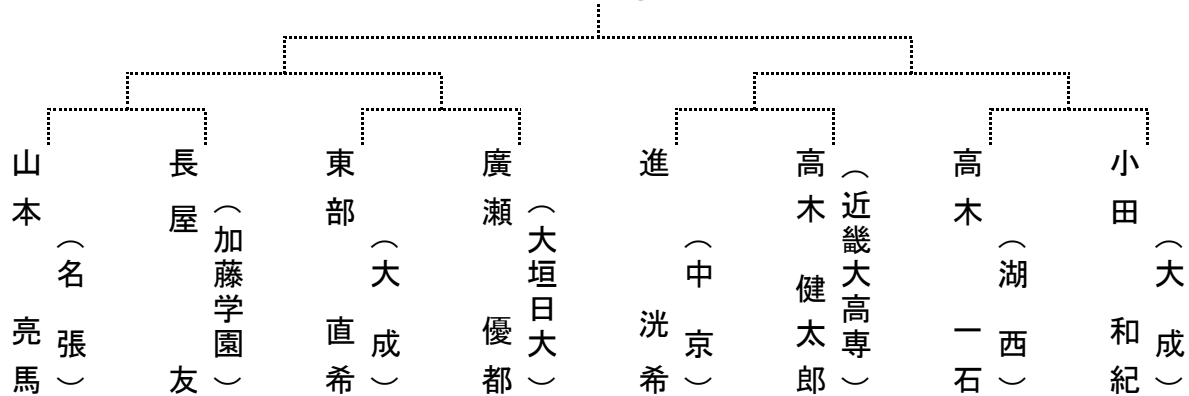 山本 亮馬
(名張)
長屋 友
(加藤学園)
東部 直希
(大成)
廣瀬 優都
(大垣日大)
進 洸希
(中京)
高木 健太郎
(近畿大高専)
高木 一石
(湖西)
小田 和紀
(大成)